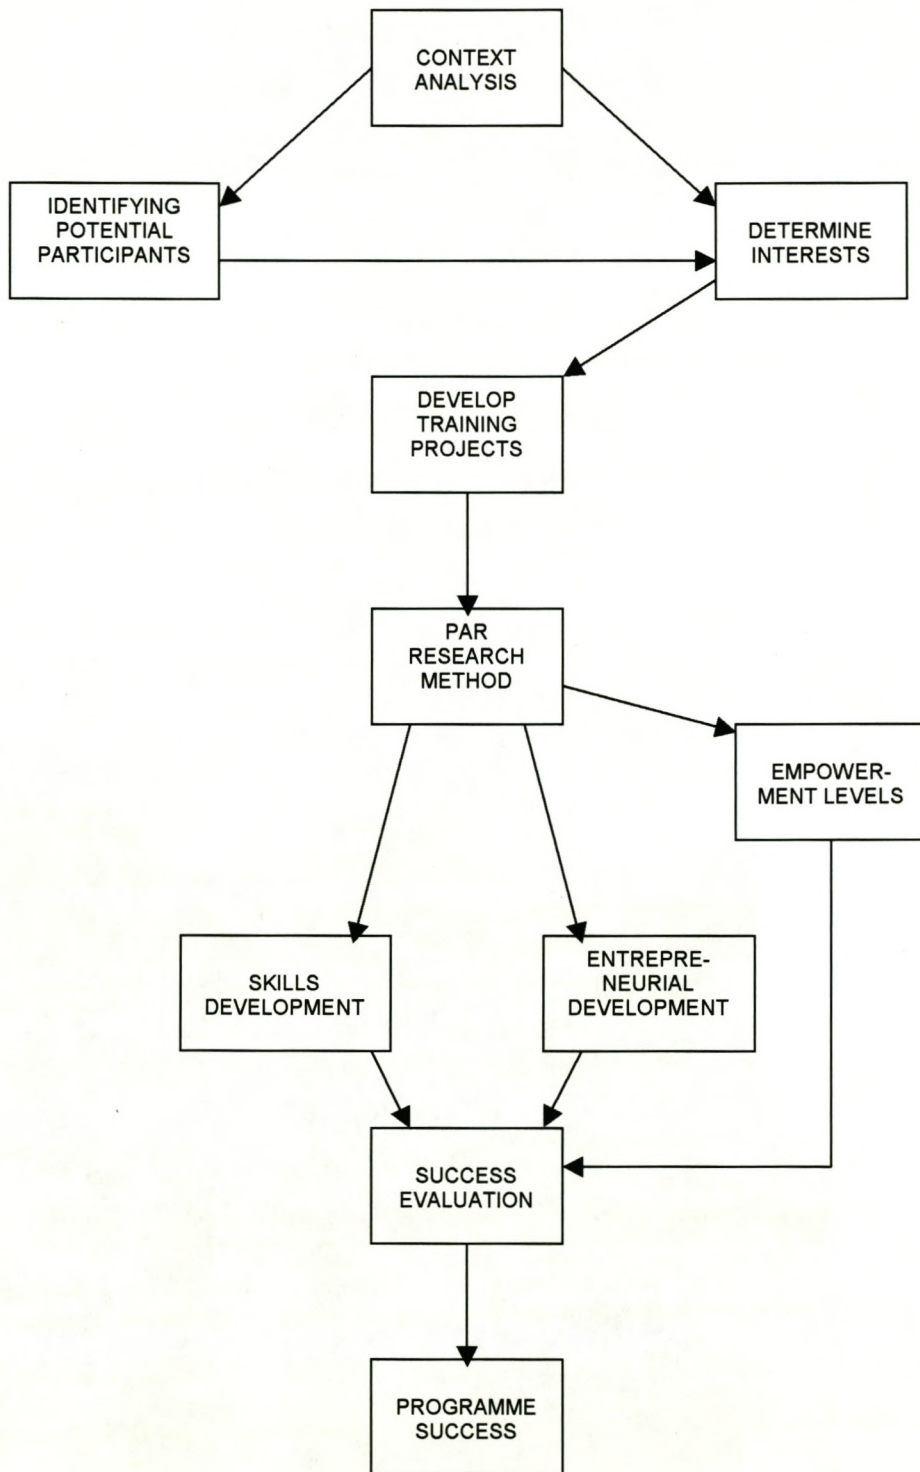 CONTEXT
ANALYSIS
IDENTIFYING
POTENTIAL
PARTICIPANTS
DETERMINE
INTERESTS
DEVELOP
TRAINING
PROJECTS
PAR
RESEARCH
METHOD
EMPOWER-
MENT LEVELS
SKILLS
DEVELOPMENT
ENTREPRE-
NEURIAL
DEVELOPMENT
SUCCESS
EVALUATION
PROGRAMME
SUCCESS